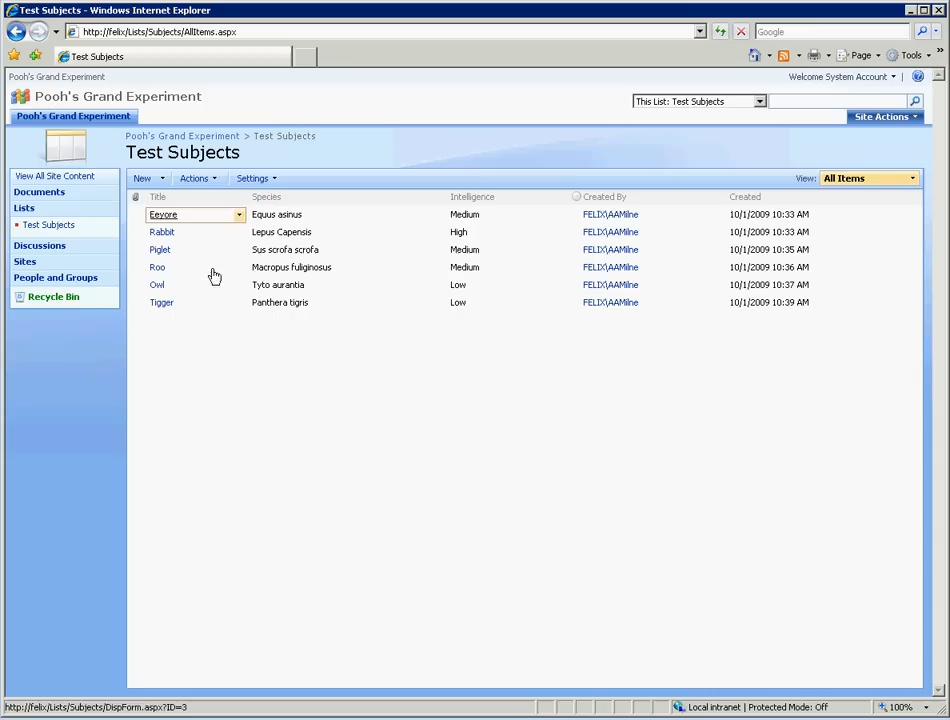 Test Subjects - Windows Internet Explorer
http://felix/Lists/Subjects/AllItems.aspx
Google
Test Subjects
Page
Tools
Pooh's Grand Experiment
Welcome System Account
Pooh's Grand Experiment
This List: Test Subjects
Pooh's Grand Experiment
Site Actions
Pooh's Grand Experiment > Test Subjects
Test Subjects
View All Site Content
Documents
Lists
Test Subjects
Discussions
Sites
People and Groups
Recycle Bin
New Actions Settings View: All Items
Title Species Intelligence Created By Created
Eeyore Equus asinus Medium FELIX\AAMilne 10/1/2009 10:33 AM
Rabbit Lepus Capensis High FELIX\AAMilne 10/1/2009 10:33 AM
Piglet Sus scrofa scrofa Medium FELIX\AAMilne 10/1/2009 10:35 AM
Roo Macropus fuliginosus Medium FELIX\AAMilne 10/1/2009 10:36 AM
Owl Tyto aurantia Low FELIX\AAMilne 10/1/2009 10:37 AM
Tigger Panthera tigris Low FELIX\AAMilne 10/1/2009 10:39 AM
http://felix/Lists/Subjects/DispForm.aspx?ID=3
Local intranet | Protected Mode: Off
100%